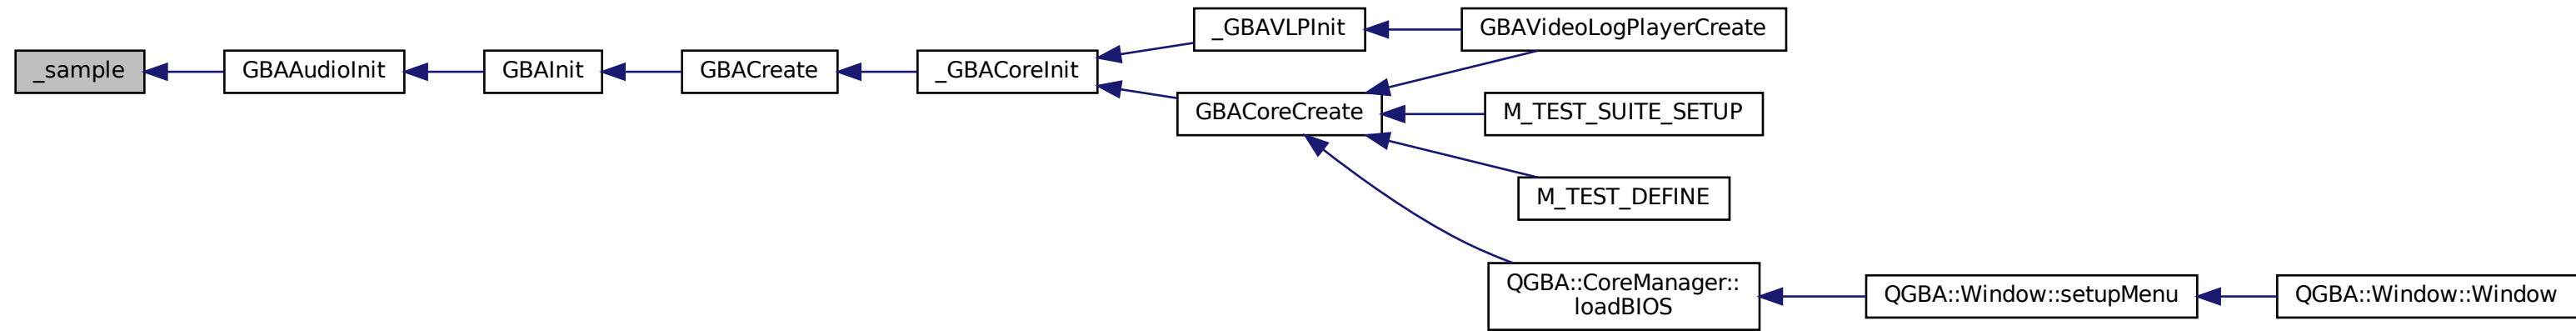 _sample
GBAAudioInit
GBAInit
GBACreate
_GBACoreInit
_GBAVLPInit
GBAVideoLogPlayerCreate
GBACoreCreate
M_TEST_SUITE_SETUP
M_TEST_DEFINE
QGBA::CoreManager::
loadBIOS
QGBA::Window::setupMenu
QGBA::Window::Window